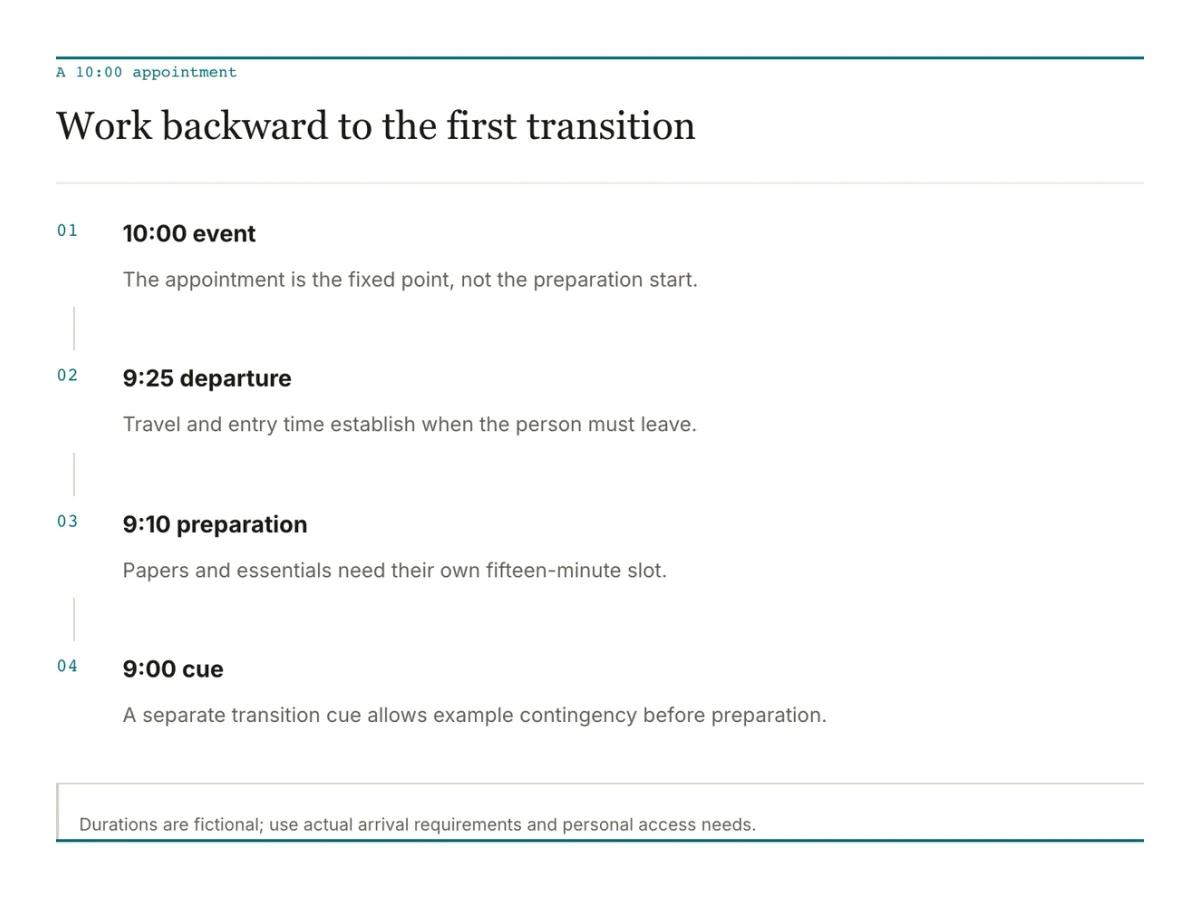 A 10:00 appointment
Work backward to the first transition
01
10:00 event
The appointment is the fixed point, not the preparation start.
02
9:25 departure
Travel and entry time establish when the person must leave.
03
9:10 preparation
Papers and essentials need their own fifteen-minute slot.
04
9:00 cue
A separate transition cue allows example contingency before preparation.
Durations are fictional; use actual arrival requirements and personal access needs.